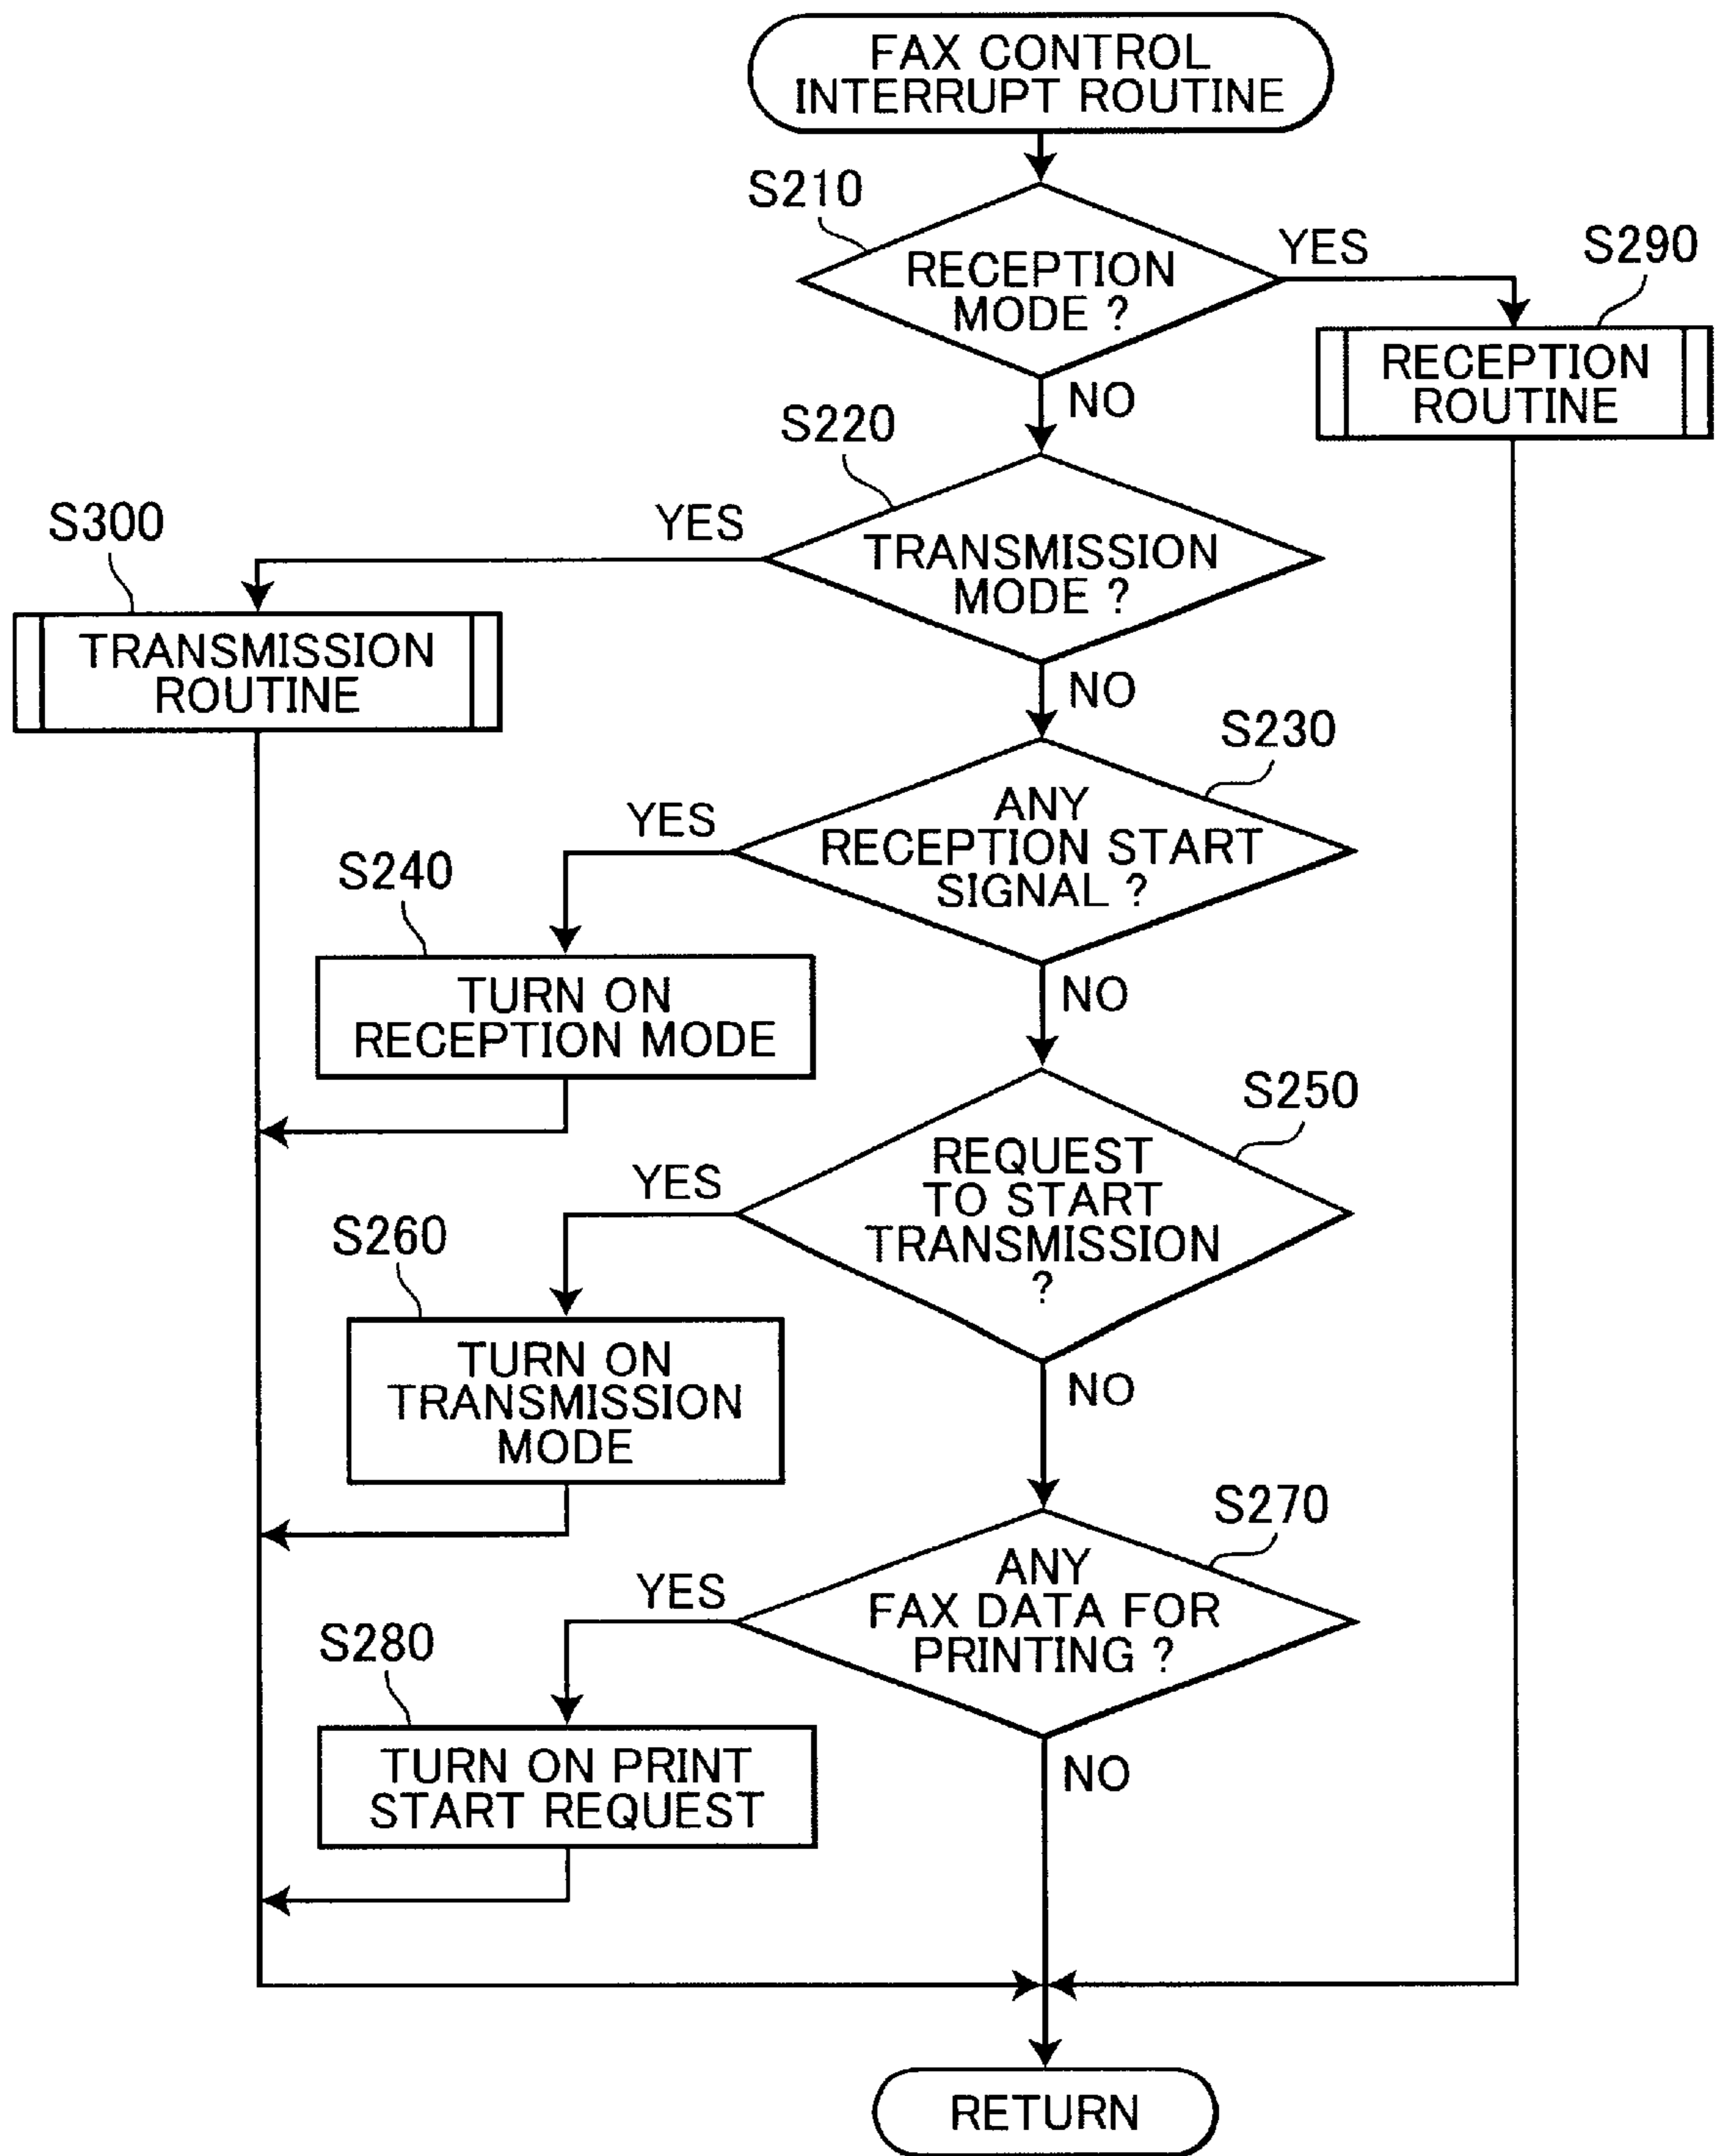 FAX CONTROL
INTERRUPT ROUTINE
S210
RECEPTION
MODE ?
YES
S290
RECEPTION
ROUTINE
NO
S220
YES
TRANSMISSION
MODE ?
S300
TRANSMISSION
ROUTINE
NO
S230
YES
ANY
RECEPTION START
SIGNAL ?
S240
TURN ON
RECEPTION MODE
NO
S250
YES
REQUEST
TO START
TRANSMISSION
?
S260
TURN ON
TRANSMISSION
MODE
NO
S270
YES
ANY
FAX DATA FOR
PRINTING ?
S280
TURN ON PRINT
START REQUEST
NO
RETURN